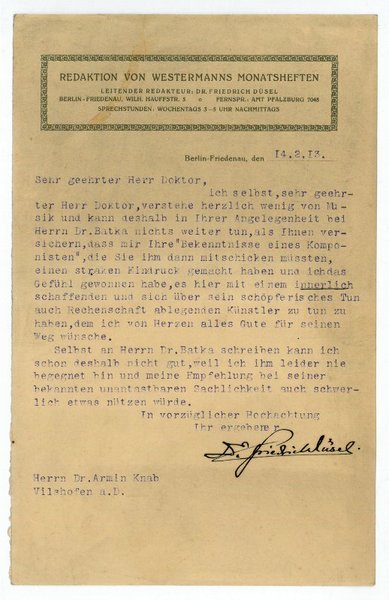 REDAKTION VON WESTERMANNS MONATSHEFTEN
LEITENDER REDAKTEUR: DR. FRIEDRICH DÜSEL
BERLIN-FRIEDENAU, WILH. HAUFFSTR. 5 o FERNSPR.: AMT PFALZBURG 7048
SPRECHSTUNDEN: WOCHENTAGS 3–5 UHR NACHMITTAGS
Berlin-Friedenau, den 14.2.13.
Sehr geehrter Herr Doktor,
ich selbst, sehr geehr-
ter Herr Doktor, verstehe herzlich wenig von Mu-
sik und kann deshalb in Ihrer Angelegenheit bei
Herrn Dr. Batka nichts weiter tun, als Ihnen ver-
sichern, dass mir Ihre "Bekenntnisse eines Kompo-
nisten", die Sie ihm dann mitschicken müssten,
einen starken Eindruck gemacht haben und ichdas
Gefühl gewonnen habe, es hier mit einem innerlich
schaffenden und sich über sein schöpferisches Tun
auch Rechenschaft ablegenden Künstler zu tun zu
haben, dem ich von Herzen alles Gute für seinen
Weg wünsche.
Selbst an Herrn Dr. Batka schreiben kann ich
schon deshalb nicht gut, weil ich ihm leider nie
begegnet bin und meine Empfehlung bei seiner
bekannten unantastbaren Sachlichkeit auch schwer-
lich etwas nützen würde.
In vorzüglicher Hochachtung
Ihr ergebener
Dr. Friedrich Düsel.
Herrn Dr. Armin Knab
Vilshofen a.D.